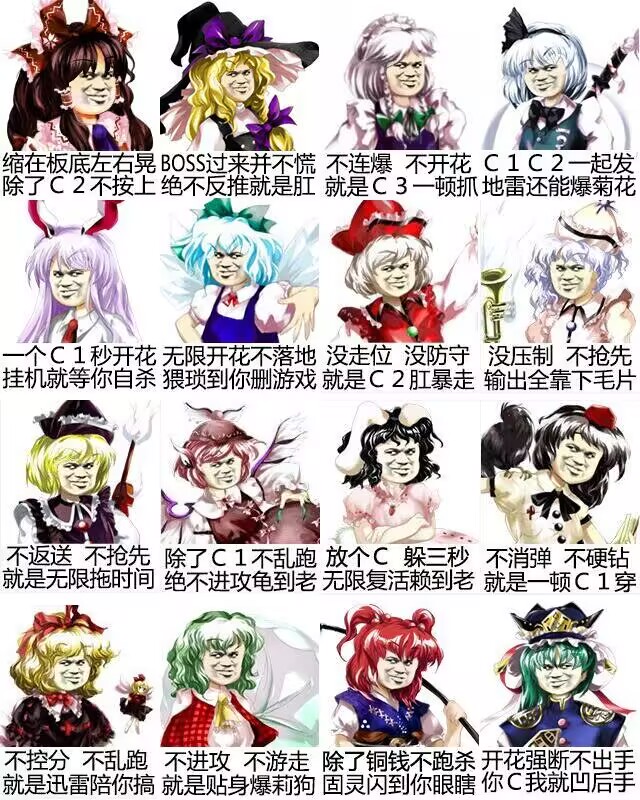 缩在板底左右晃
除了C2不按上
BOSS过来并不慌
绝不反推就是肛
不连爆 不开花
就是C3一顿抓
C1C2一起发
地雷还能爆菊花
一个C1秒开花
挂机就等你自杀
无限开花不落地
猥琐到你删游戏
没走位 没防守
就是C2肛暴走
没压制 不抢先
输出全靠下毛片
不返送 不抢先
就是无限拖时间
除了C1不乱跑
绝不进攻龟到老
放个C 躲三秒
无限复活赖到老
不消弹 不硬钻
就是一顿C1穿
不控分 不乱跑
就是迅雷陪你搞
不进攻 不游走
就是贴身爆莉狗
除了铜钱不跑杀
固灵闪到你眼瞎
开花强断不出手
你C我就凹后手